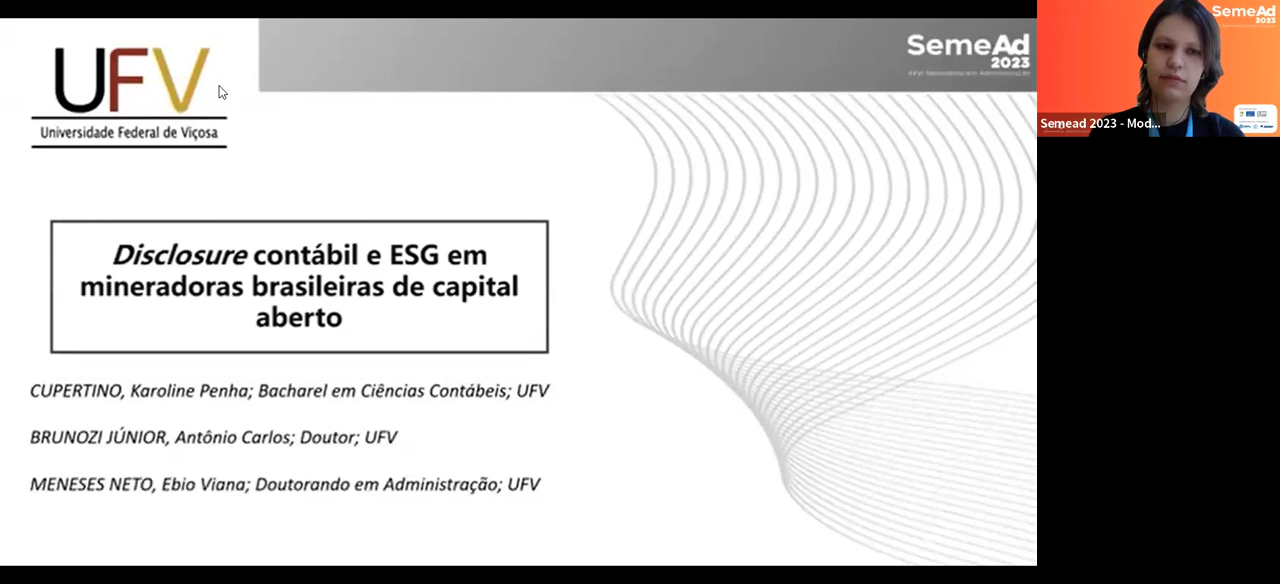 UFV
Universidade Federal de Viçosa
SemeAd
2023
Disclosure contábil e ESG em
mineradoras brasileiras de capital
aberto
CUPERTINO, Karoline Penha; Bacharel em Ciências Contábeis; UFV
BRUNOZI JÚNIOR, Antônio Carlos; Doutor; UFV
MENESES NETO, Ebio Viana; Doutorando em Administração; UFV
SemeAd
2023
Semead 2023 - Mod...